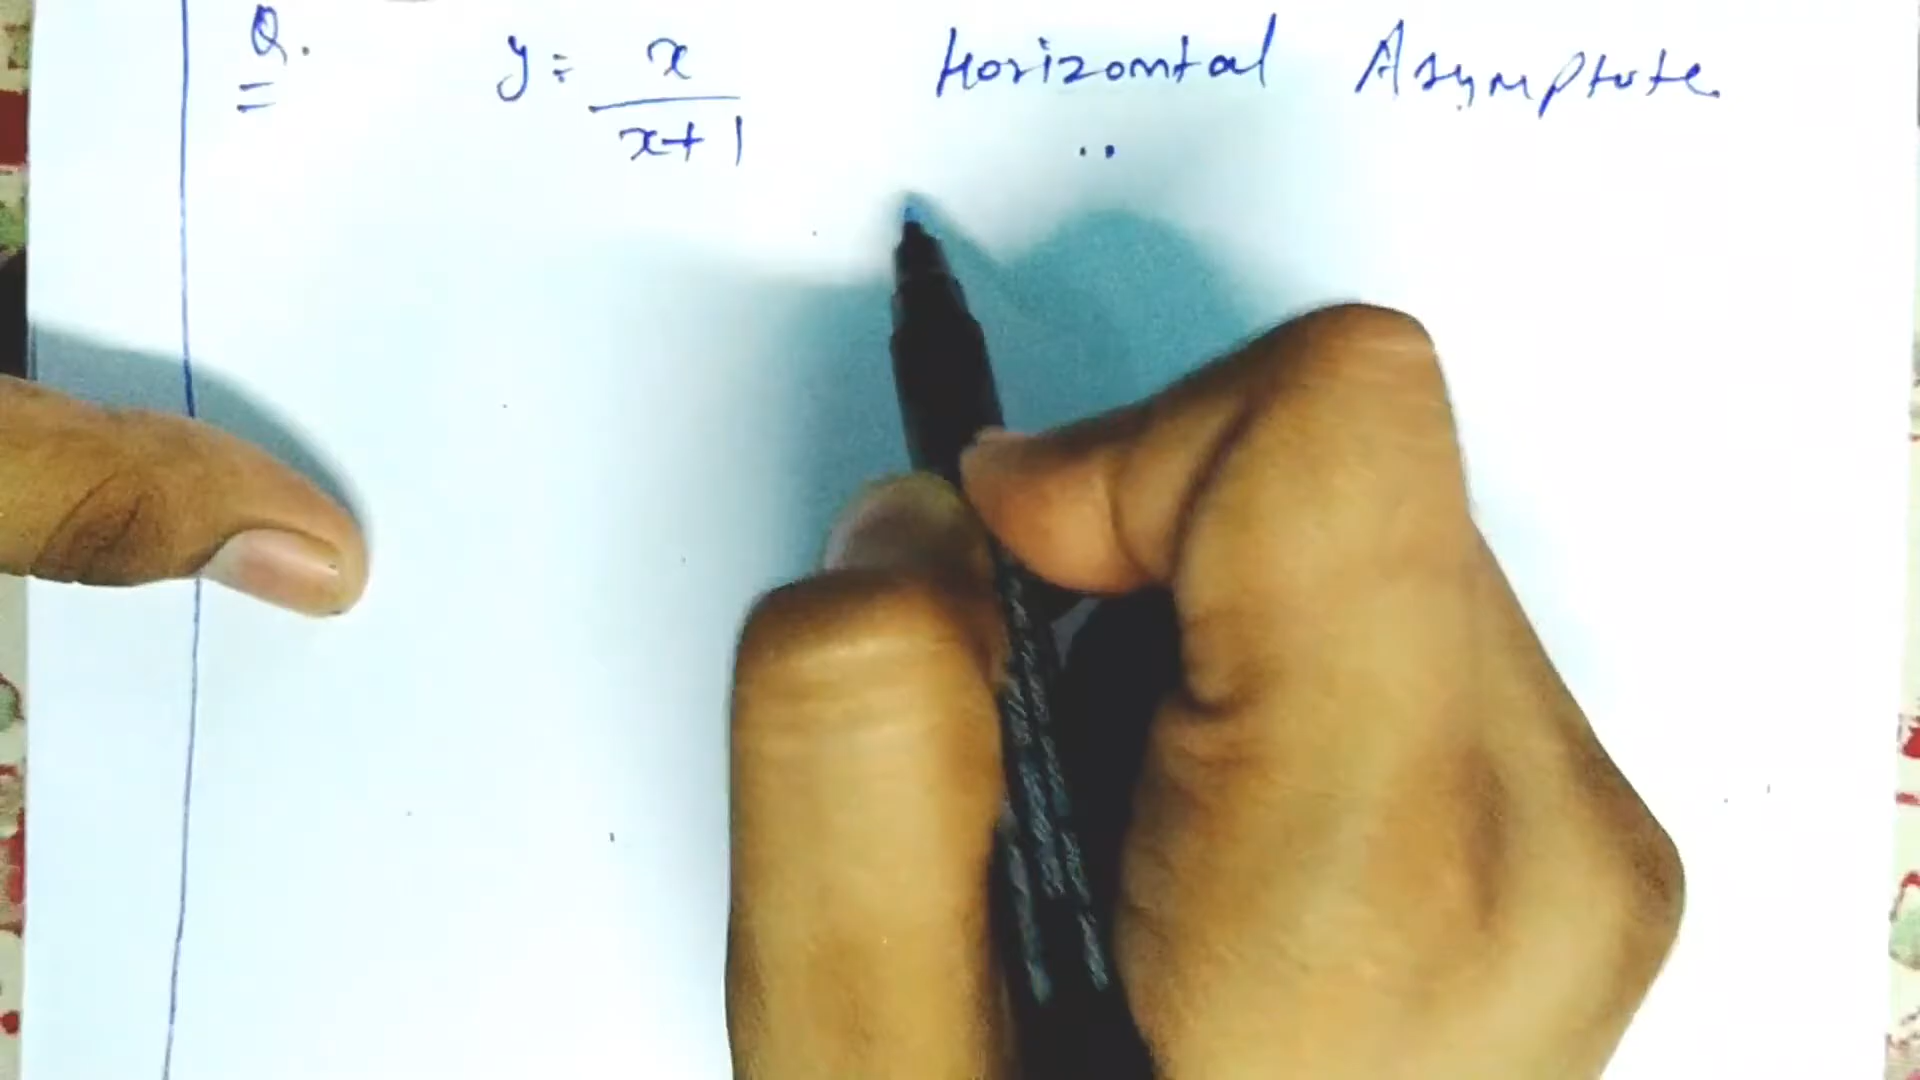 Q. y = x / x+1 Horizontal Asymptote